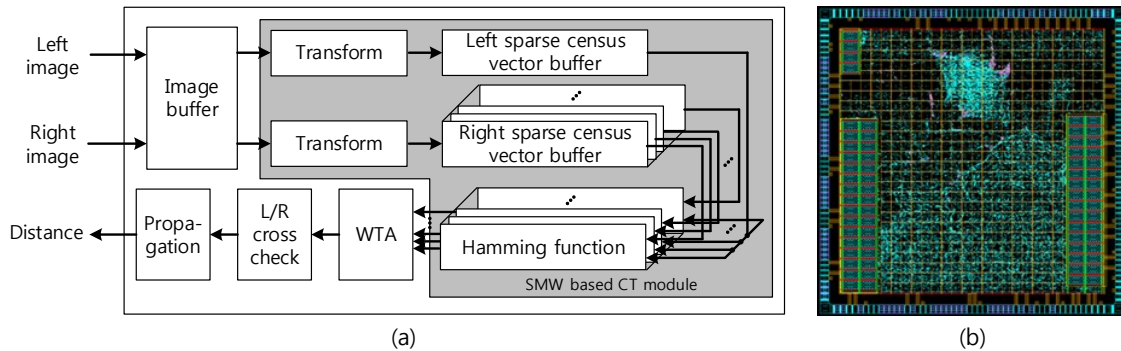 Left
image
Right
image
Image
buffer
Transform
Left sparse census
vector buffer
Transform
Right sparse census
vector buffer
Distance
Propa-
gation
L/R
cross
check
WTA
Hamming function
SMW based CT module
(a)
(b)